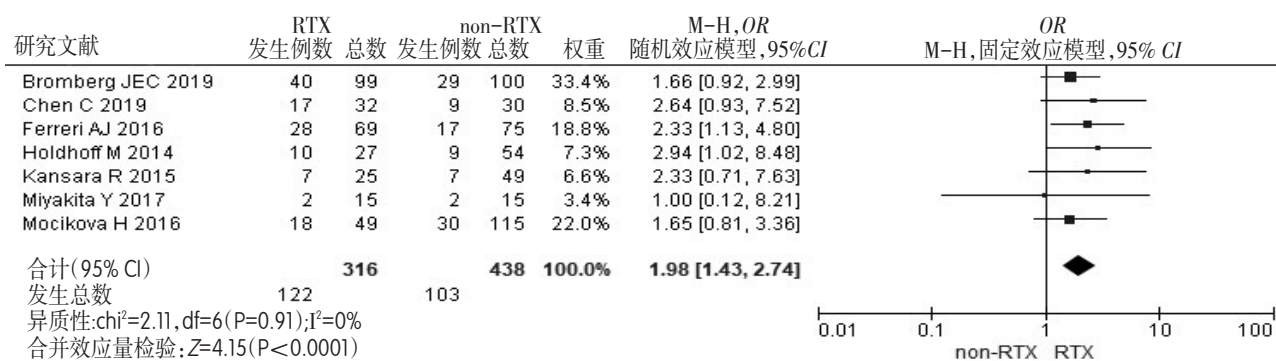 RTX non-RTX M-H,OR OR
研究文献 发生例数 总数 发生例数 总数 权重 随机效应模型,95%CI M-H,固定效应模型,95% CI
Bromberg JEC 2019 40 99 29 100 33.4% 1.66 [0.92, 2.99]
Chen C 2019 17 32 9 30 8.5% 2.64 [0.93, 7.52]
Ferreri AJ 2016 28 69 17 75 18.8% 2.33 [1.13, 4.80]
Holdhoff M 2014 10 27 9 54 7.3% 2.94 [1.02, 8.48]
Kansara R 2015 7 25 7 49 6.6% 2.33 [0.71, 7.63]
Miyakita Y 2017 2 15 2 15 3.4% 1.00 [0.12, 8.21]
Mocikova H 2016 18 49 30 115 22.0% 1.65 [0.81, 3.36]
合计(95% CI) 316 438 100.0% 1.98 [1.43, 2.74]
发生总数 122 103
异质性:chi²=2.11,df=6(P=0.91);I²=0%
合并效应量检验:Z=4.15(P<0.0001)
0.01 0.1 1 10 100
non-RTX RTX